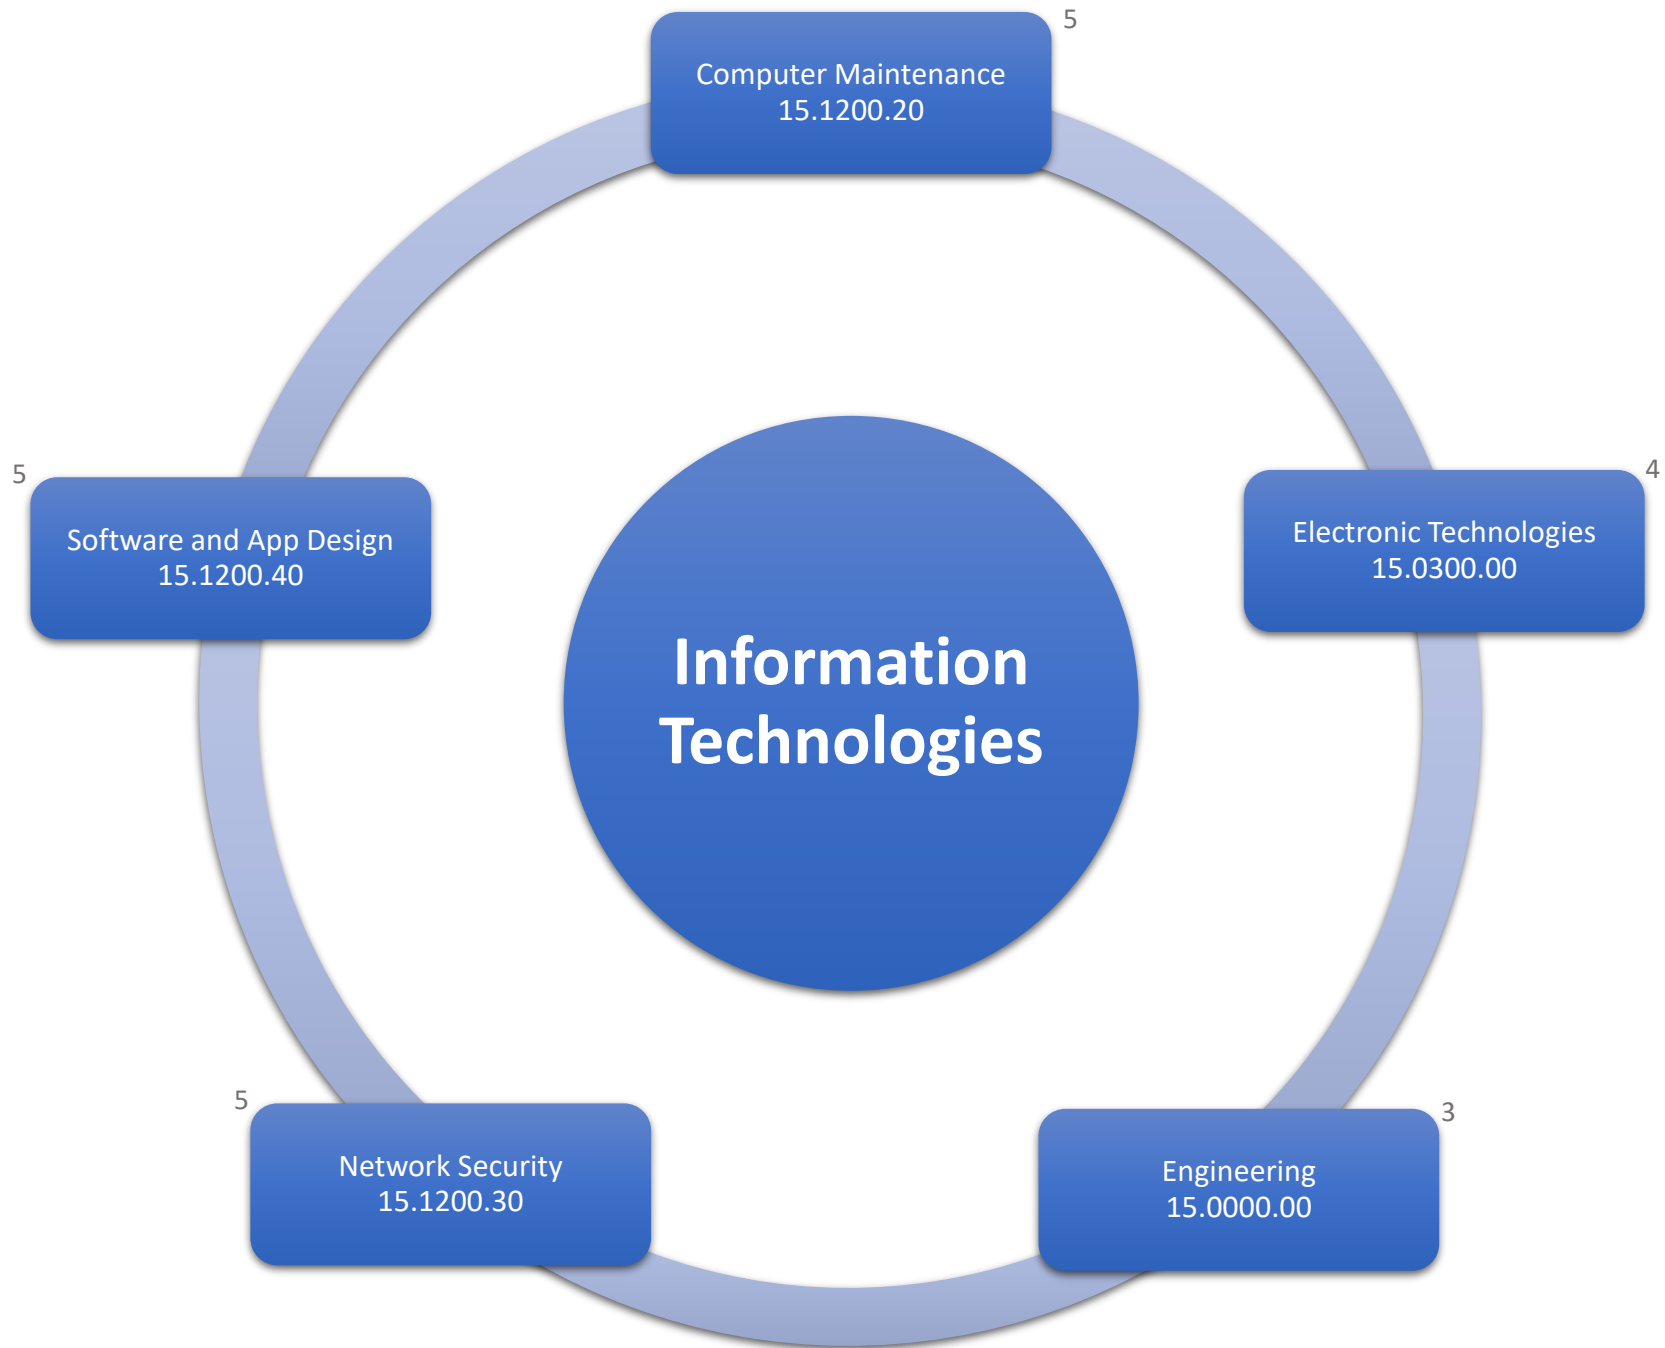 5
Computer Maintenance
15.1200.20
5
Software and App Design
15.1200.40
4
Electronic Technologies
15.0300.00
Information
Technologies
5
Network Security
15.1200.30
3
Engineering
15.0000.00